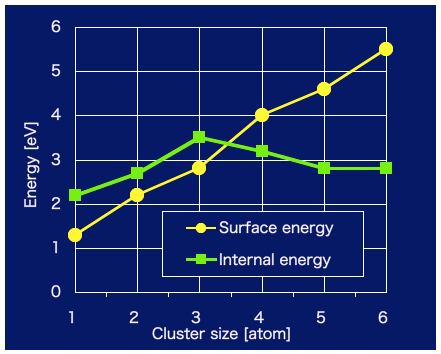 6
5
4
3
2
1
0
Energy [eV]
Surface energy
Internal energy
1 2 3 4 5 6
Cluster size [atom]